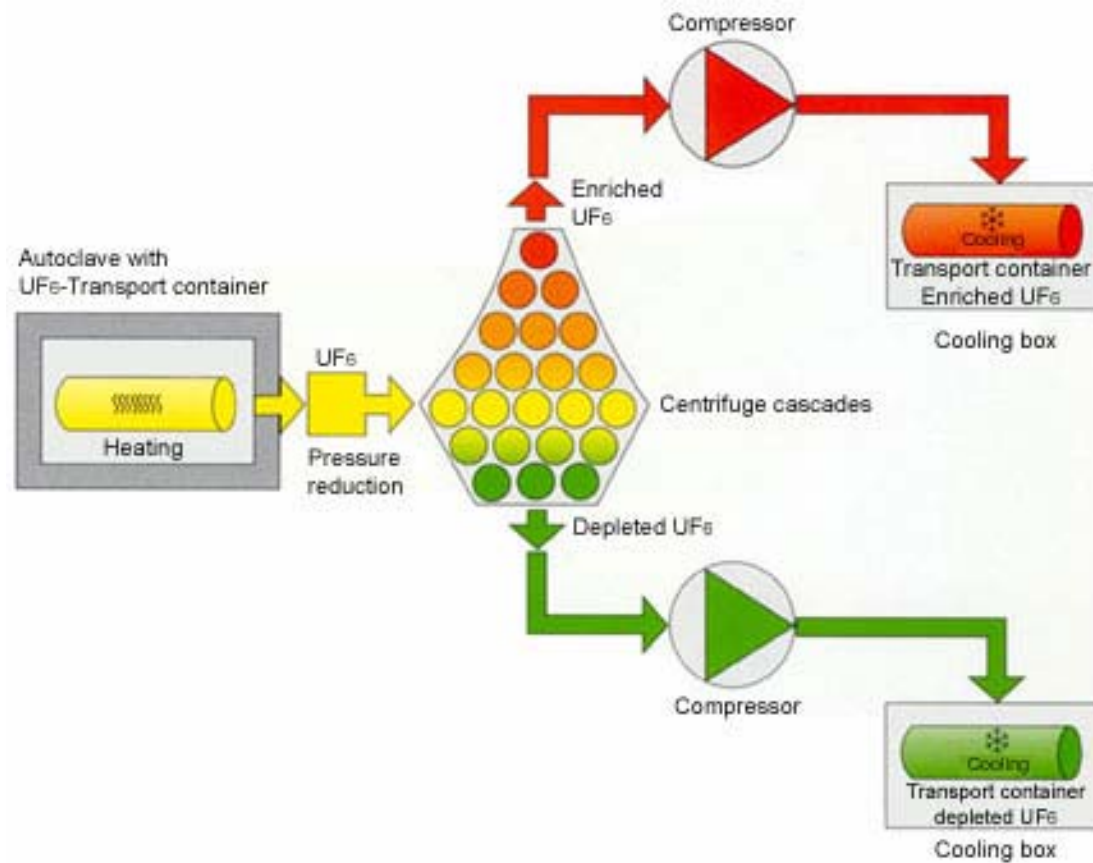 Compressor
Enriched
UF6
Autoclave with
UF6-Transport container
Cooling
Transport container
Enriched UF6
Cooling box
UF6
Heating
Centrifuge cascades
Pressure
reduction
Depleted UF6
Compressor
Cooling
Transport container
depleted UF6
Cooling box